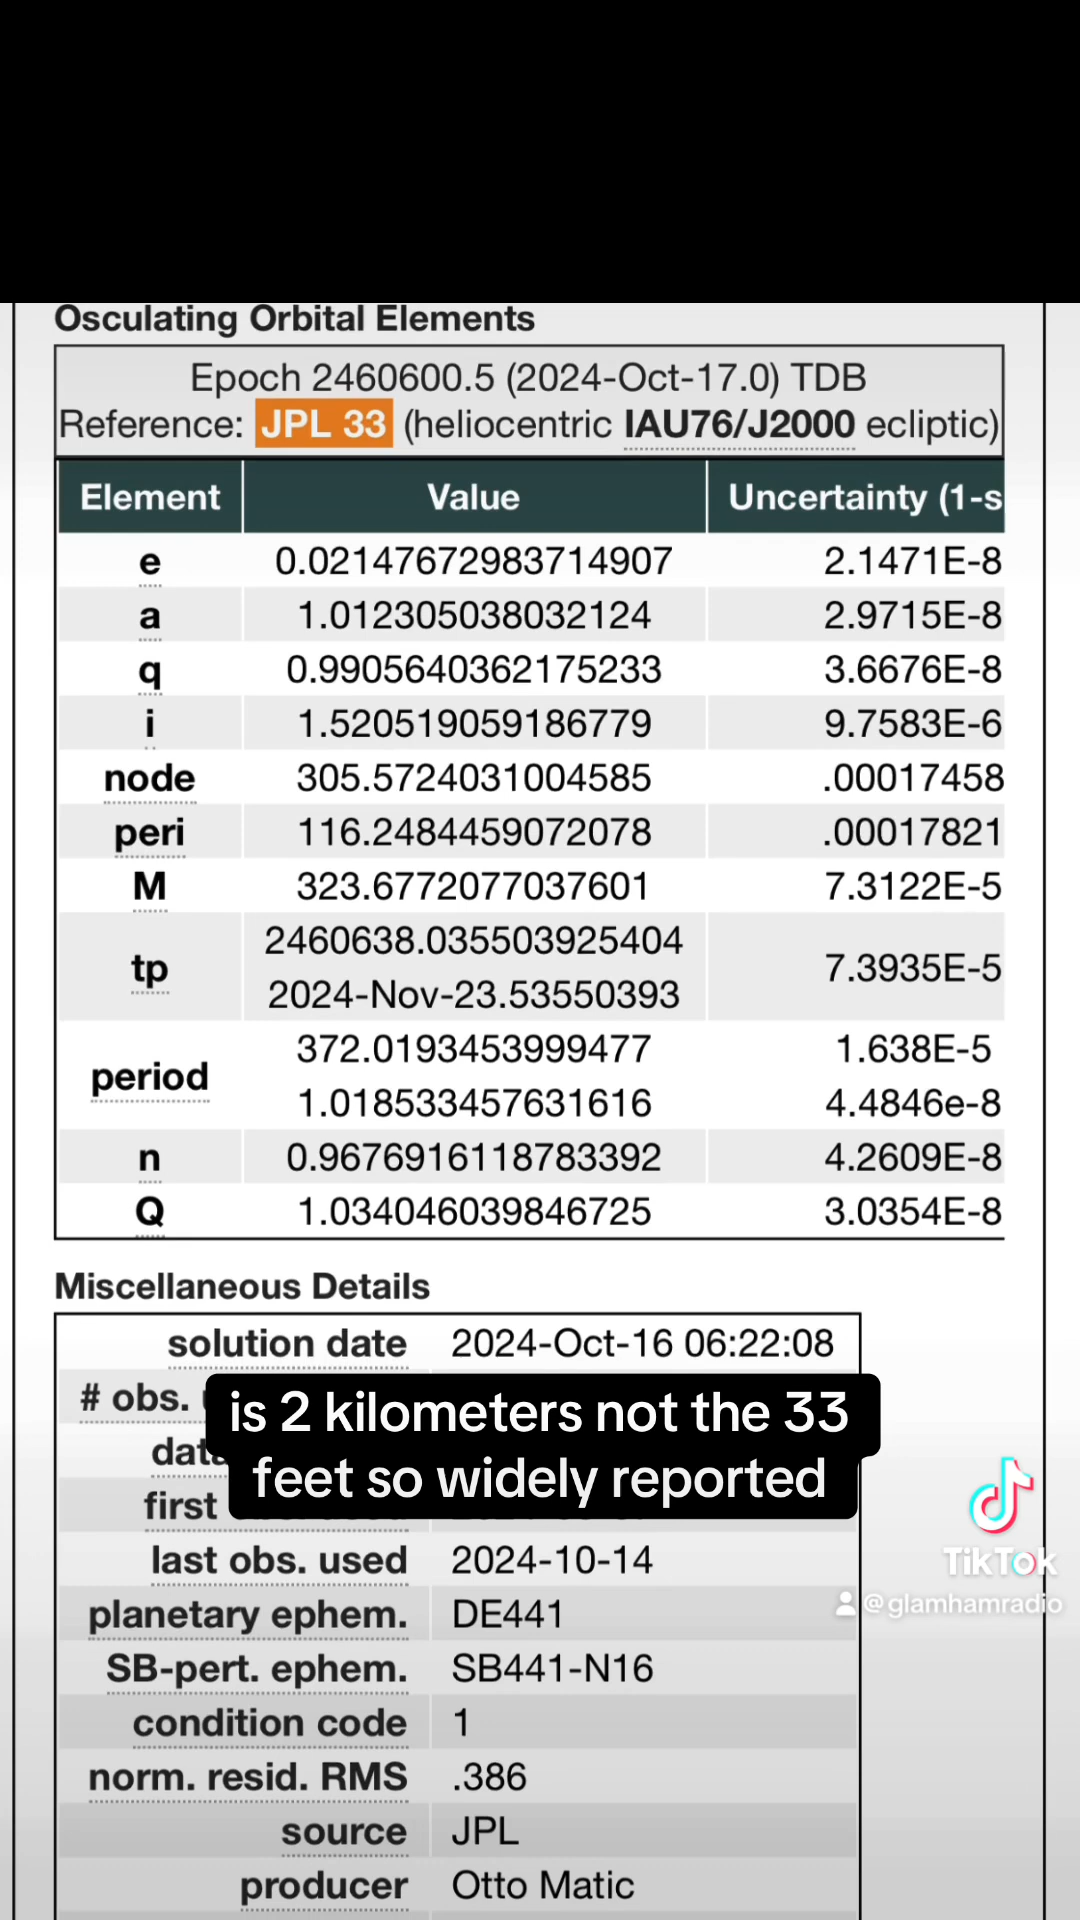 Osculating Orbital Elements
Epoch 2460600.5 (2024-Oct-17.0) TDB
Reference: JPL 33 (heliocentric IAU76/J2000 ecliptic)
Element Value Uncertainty (1-s
e 0.02147672983714907 2.1471E-8
a 1.012305038032124 2.9715E-8
q 0.9905640362175233 3.6676E-8
i 1.520519059186779 9.7583E-6
node 305.5724031004585 .00017458
peri 116.2484459072078 .00017821
M 323.6772077037601 7.3122E-5
tp 2460638.035503925404 7.3935E-5
2024-Nov-23.53550393
period 372.0193453999477 1.638E-5
1.018533457631616 4.4846e-8
n 0.9676916118783392 4.2609E-8
Q 1.034046039846725 3.0354E-8
Miscellaneous Details
solution date 2024-Oct-16 06:22:08
# obs.
is 2 kilometers not the 33
feet so widely reported
first
last obs. used 2024-10-14
planetary ephem. DE441
SB-pert. ephem. SB441-N16
condition code 1
norm. resid. RMS .386
source JPL
producer Otto Matic
TikTok
@glamhamradio